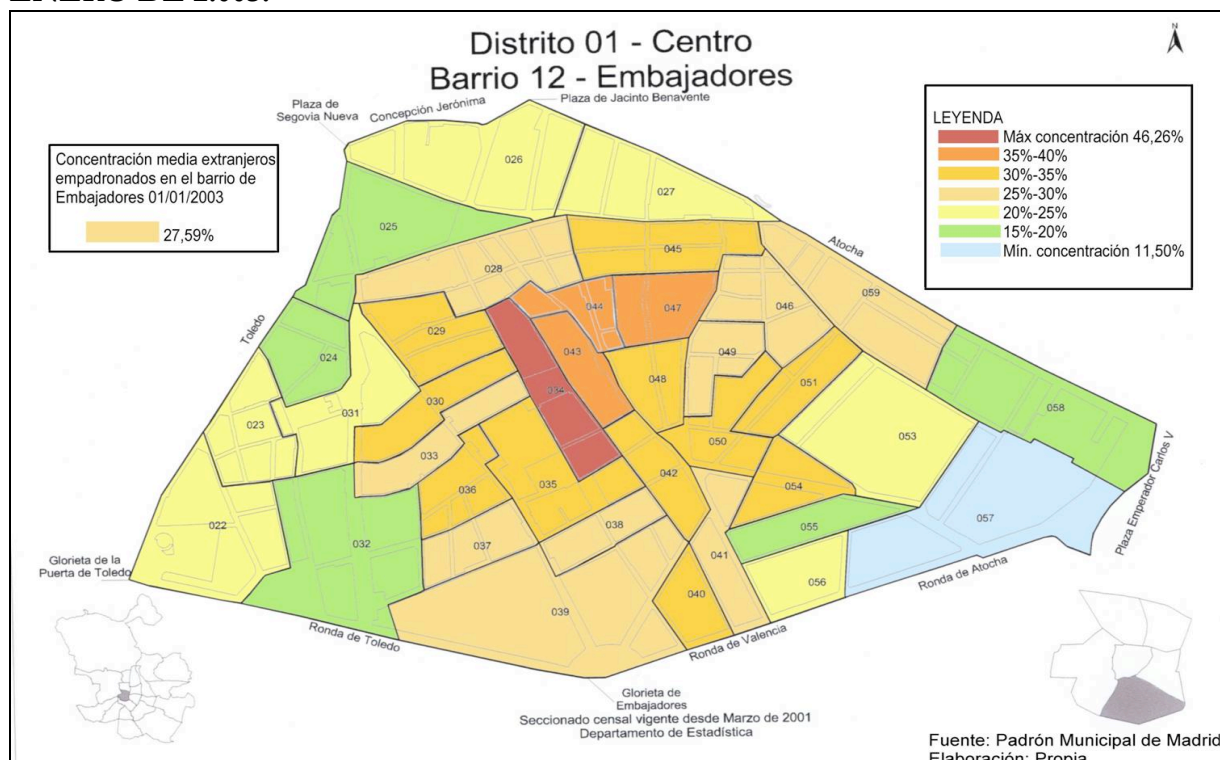 Distrito 01 - Centro
Barrio 12 - Embajadores
N
Plaza de
Segovia Nueva
Concepción Jerónima
Plaza de Jacinto Benavente
LEYENDA
Máx concentración 46,26%
35%-40%
30%-35%
25%-30%
20%-25%
15%-20%
Mín. concentración 11,50%
Concentración media extranjeros
empadronados en el barrio de
Embajadores 01/01/2003
27,59%
026
027
025
045
Atocha
028
044
047
046
059
Toledo
029
043
024
049
048
051
034
030
031
058
023
053
050
033
042
035
036
054
Plaza Emperador Carlos V
022
038
055
057
032
037
041
Glorieta de la
Puerta de Toledo
056
Ronda de Atocha
040
039
Ronda de Toledo
Ronda de Valencia
Glorieta de
Embajadores
Seccionado censal vigente desde Marzo de 2001
Departamento de Estadística
Fuente: Padrón Municipal de Madrid
Elaboración: Propia